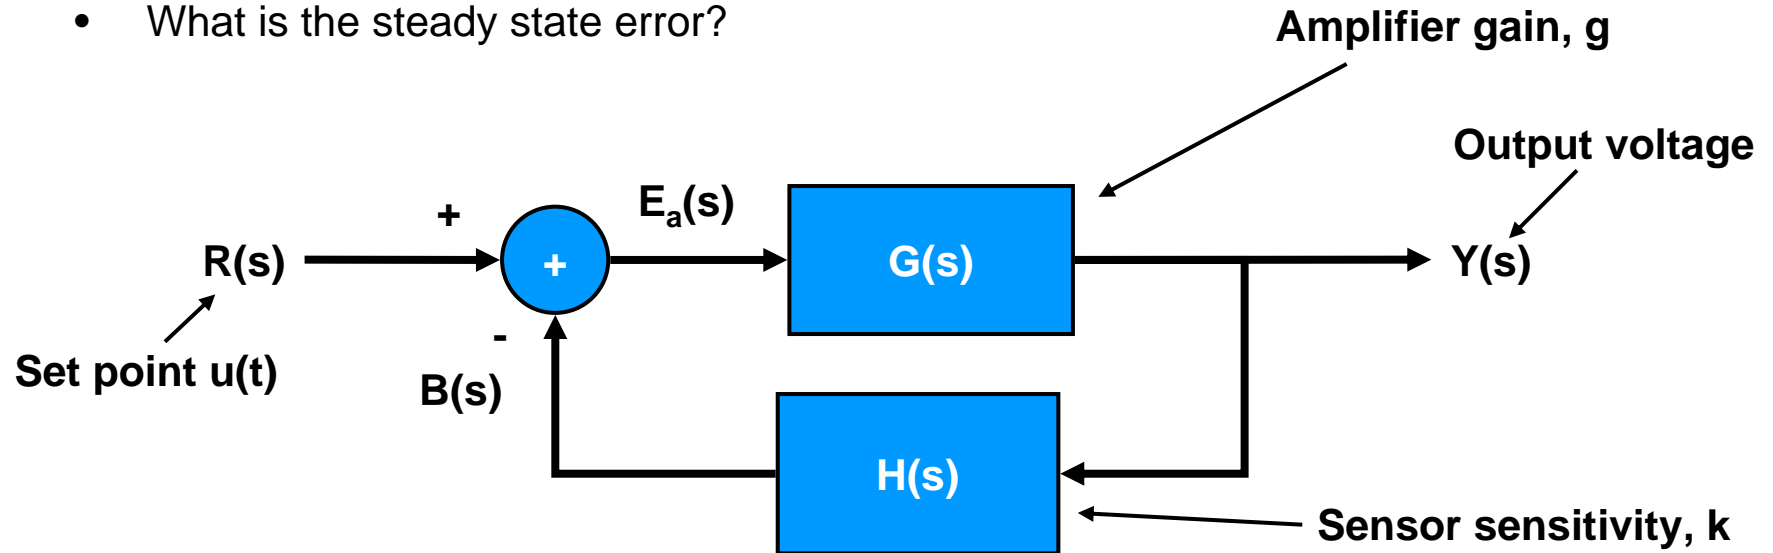 • What is the steady state error?
Amplifier gain, g
Output voltage
+
Eₐ(s)
R(s)
+
G(s)
Y(s)
-
Set point u(t)
B(s)
H(s)
Sensor sensitivity, k